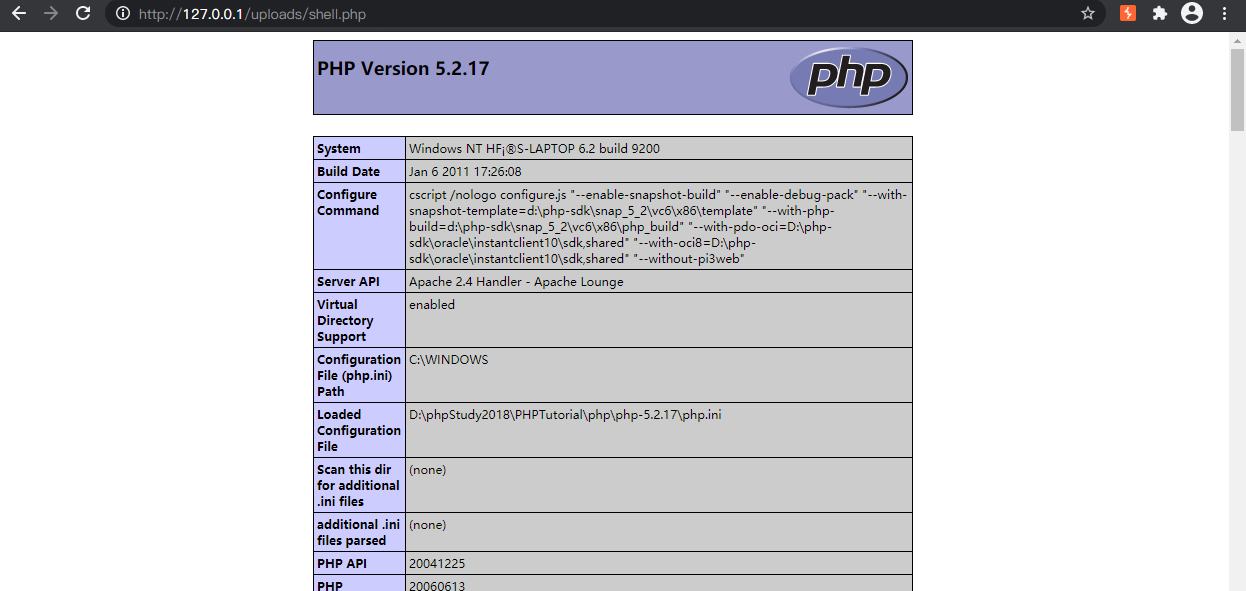 http://127.0.0.1/uploads/shell.php
PHP Version 5.2.17
php
System
Windows NT HF¡®S-LAPTOP 6.2 build 9200
Build Date
Jan 6 2011 17:26:08
Configure
Command
cscript /nologo configure.js "--enable-snapshot-build" "--enable-debug-pack" "--with-
snapshot-template=d:\php-sdk\snap_5_2\vc6\x86\template" "--with-php-
build=d:\php-sdk\snap_5_2\vc6\x86\php_build" "--with-pdo-oci=D:\php-
sdk\oracle\instantclient10\sdk,shared" "--with-oci8=D:\php-
sdk\oracle\instantclient10\sdk,shared" "--without-pi3web"
Server API
Apache 2.4 Handler - Apache Lounge
Virtual
Directory
Support
enabled
Configuration
File (php.ini)
Path
C:\WINDOWS
Loaded
Configuration
File
D:\phpStudy2018\PHPTutorial\php\php-5.2.17\php.ini
Scan this dir
for additional
.ini files
(none)
additional .ini
files parsed
(none)
PHP API
20041225
PHP
20060613